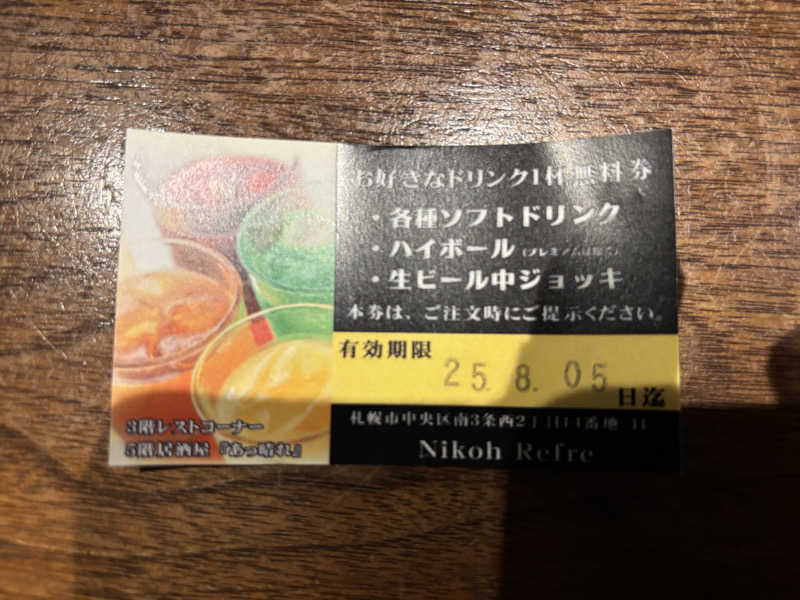 お好きなドリンク1杯無料券
・各種ソフトドリンク
・ハイボール
・生ビール中ジョッキ
本券は、ご注文時にご提示ください。
有効期限
25. 8. 05
日迄
札幌市中央区南3条西2丁目
Nikoh Refre
3階レストコーナー
5階居酒屋『あっ晴れ』